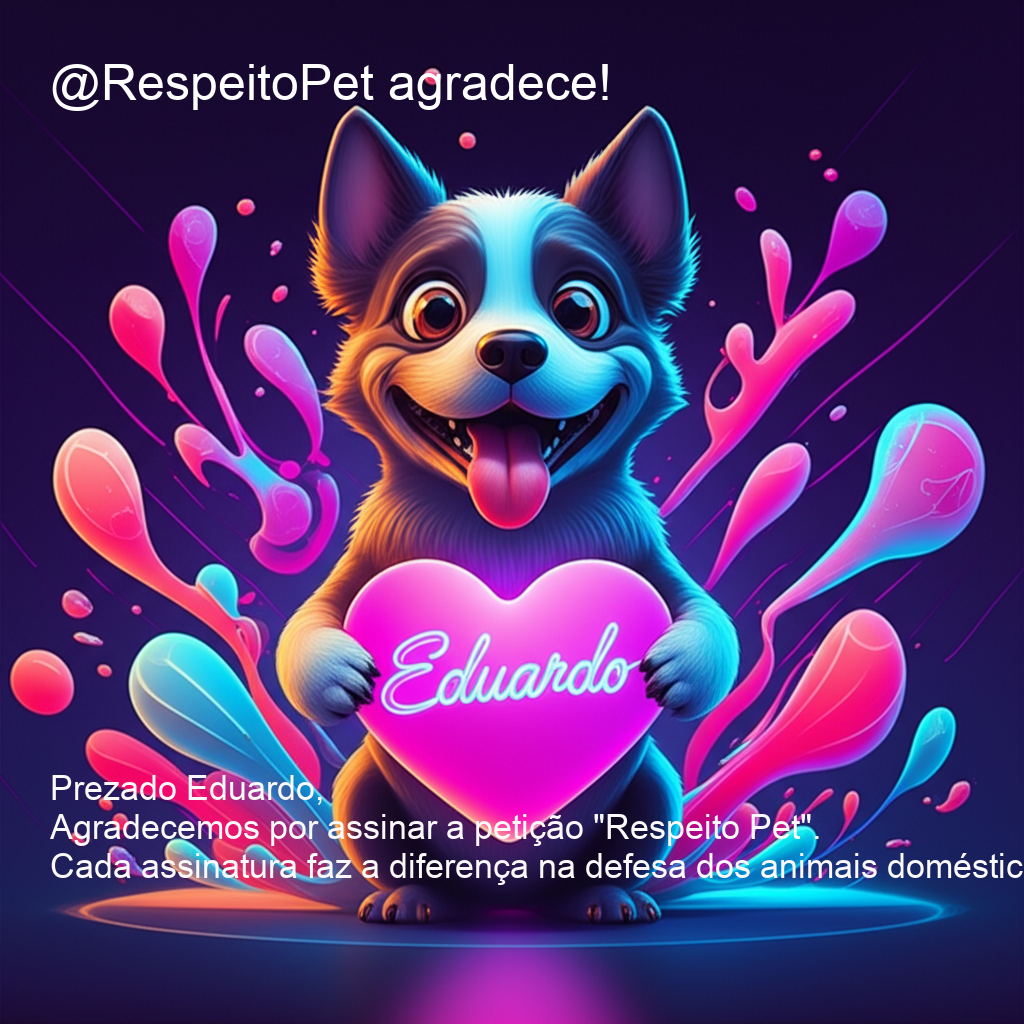 @RespeitoPet agradece!
Eduardo
Prezado Eduardo,
Agradecemos por assinar a petição "Respeito Pet".
Cada assinatura faz a diferença na defesa dos animais doméstic